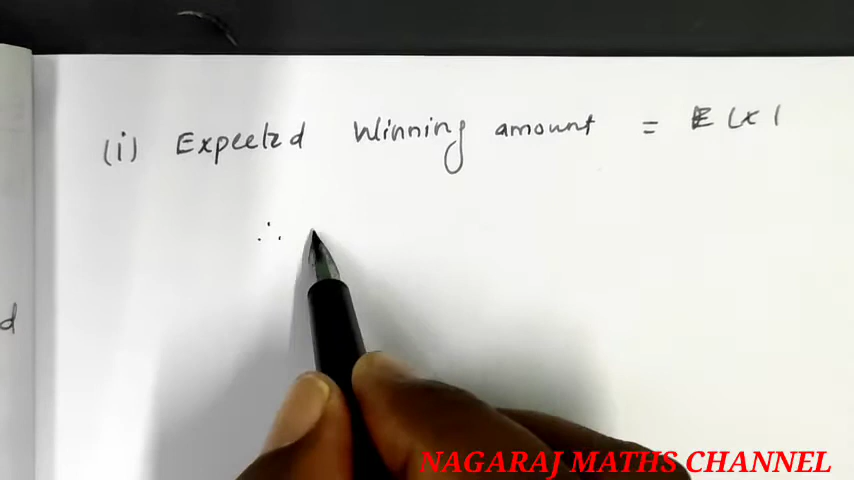 (i) Expected Winning amount = E(x)
∴
d
NAGARAJ MATHS CHANNEL